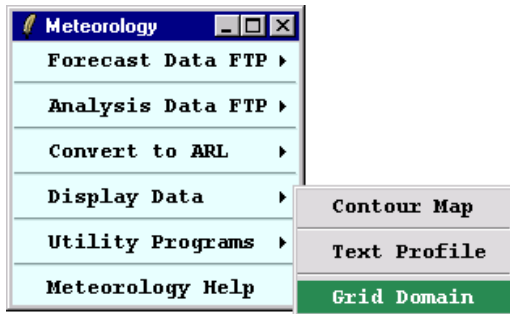 Meteorology
Forecast Data FTP
Analysis Data FTP
Convert to ARL
Display Data
Utility Programs
Meteorology Help
Contour Map
Text Profile
Grid Domain